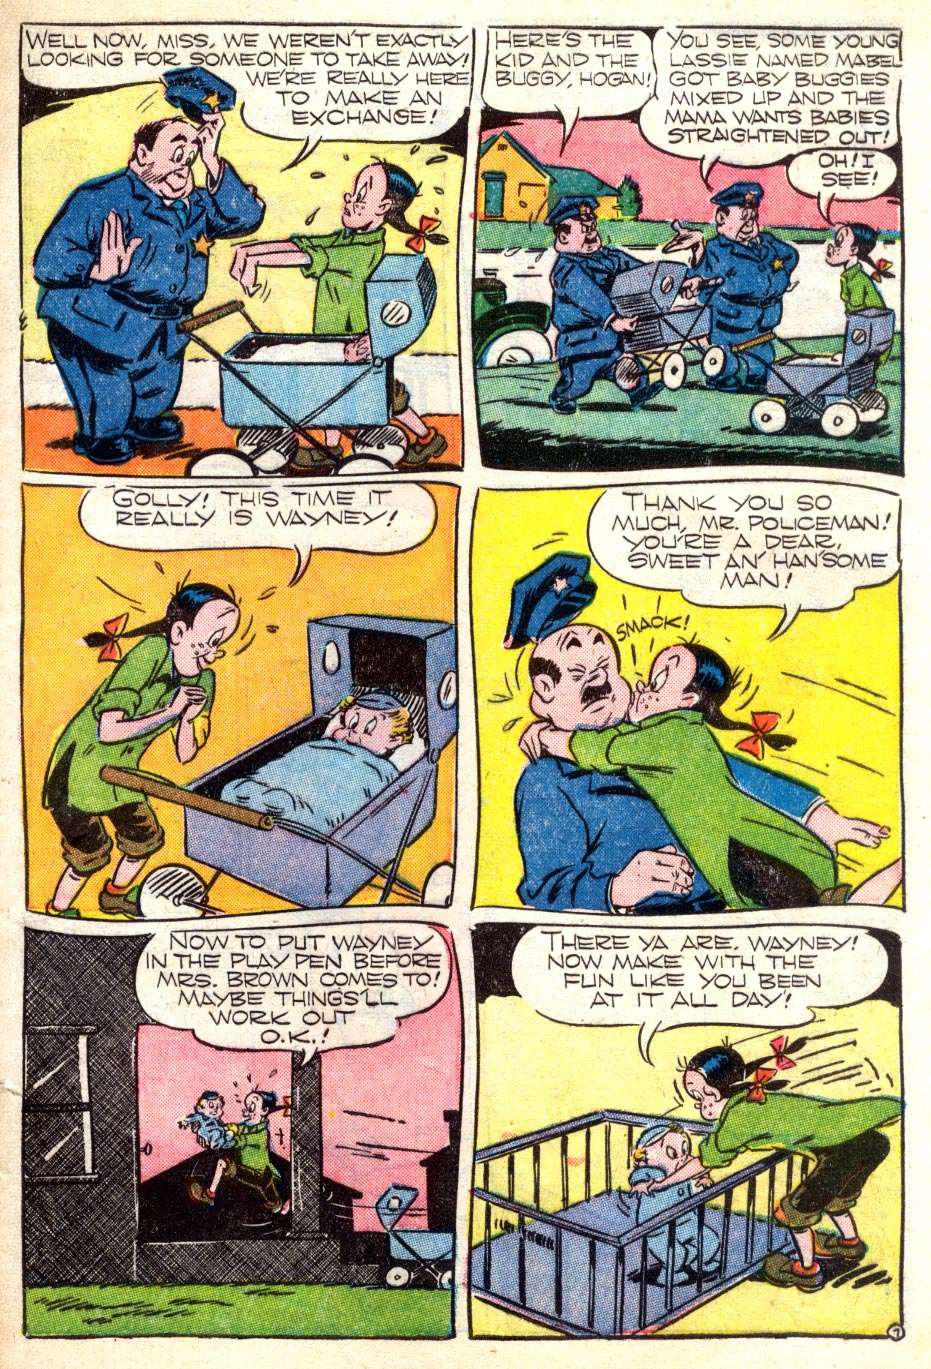 WELL NOW, MISS, WE WEREN'T EXACTLY
LOOKING FOR SOMEONE TO TAKE AWAY!
WE'RE REALLY HERE
TO MAKE AN
EXCHANGE!
HERE'S THE
KID AND THE
BUGGY, HOGAN!
YOU SEE, SOME YOUNG
LASSIE NAMED MABEL
GOT BABY BUGGIES
MIXED UP AND THE
MAMA WANTS BABIES
STRAIGHTENED OUT!
OH! I
SEE!
GOLLY! THIS TIME IT
REALLY IS WAYNEY!
THANK YOU SO
MUCH, MR. POLICEMAN!
YOU'RE A DEAR,
SWEET AN' HAN'SOME
MAN!
SMACK!
NOW TO PUT WAYNEY
IN THE PLAY PEN BEFORE
MRS. BROWN COMES TO!
MAYBE THINGS'LL
WORK OUT
O.K.!
THERE YA ARE, WAYNEY!
NOW MAKE WITH THE
FUN LIKE YOU BEEN
AT IT ALL DAY!
7